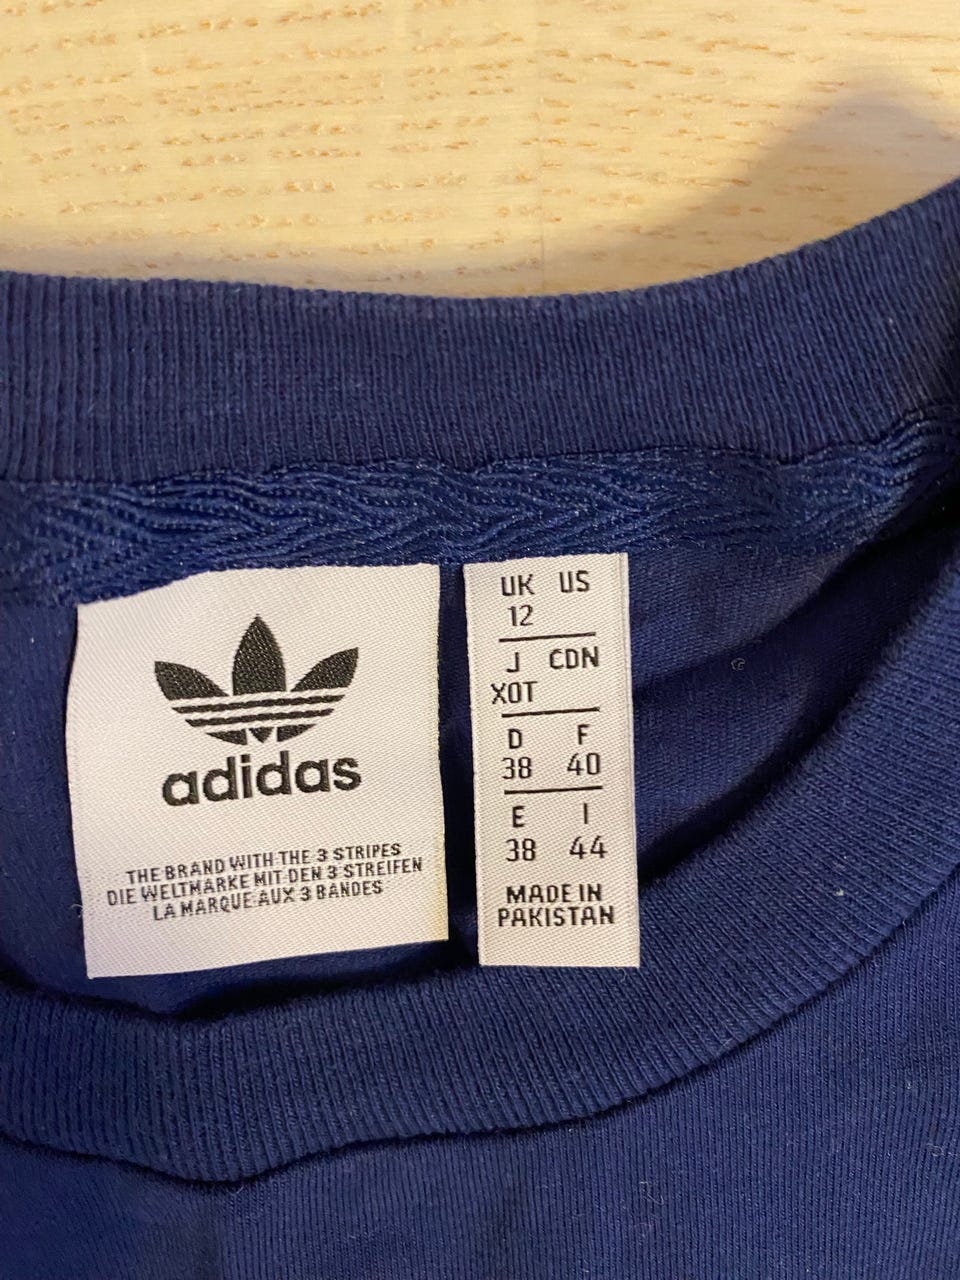 adidas
THE BRAND WITH THE 3 STRIPES
DIE WELTMARKE MIT DEN 3 STREIFEN
LA MARQUE AUX 3 BANDES
UK US
12
J CDN
XOT
D F
38 40
E I
38 44
MADE IN
PAKISTAN